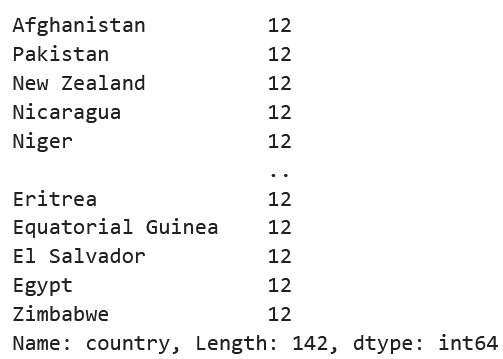 Afghanistan 12
Pakistan 12
New Zealand 12
Nicaragua 12
Niger 12
..
Eritrea 12
Equatorial Guinea 12
El Salvador 12
Egypt 12
Zimbabwe 12
Name: country, Length: 142, dtype: int64